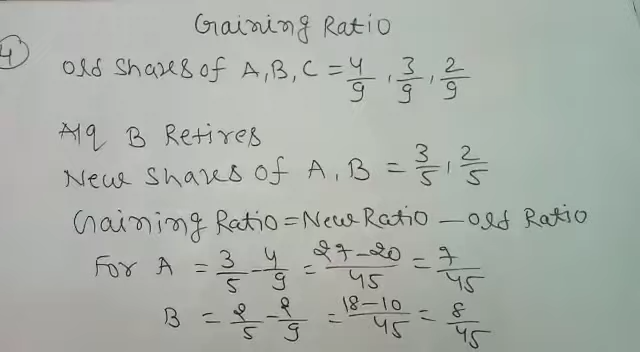 Gaining Ratio
4
Old Shares of A, B, C = 4/9, 3/9, 2/9
A/q B Retires
New Shares of A, B = 3/5, 2/5
Gaining Ratio = New Ratio - Old Ratio
For A = 3/5 - 4/9 = 27-20/45 = 7/45
B = 2/5 - 2/9 = 18-10/45 = 8/45